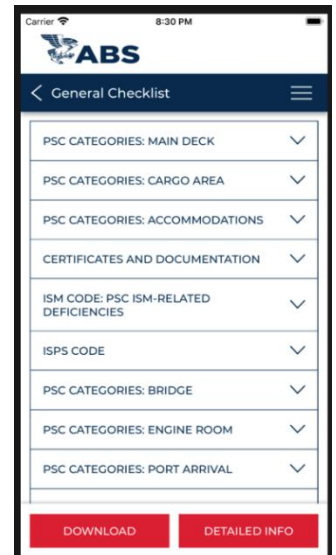 Carrier 8:30 PM
ABS
General Checklist
PSC CATEGORIES: MAIN DECK
PSC CATEGORIES: CARGO AREA
PSC CATEGORIES: ACCOMMODATIONS
CERTIFICATES AND DOCUMENTATION
ISM CODE: PSC ISM-RELATED
DEFICIENCIES
ISPS CODE
PSC CATEGORIES: BRIDGE
PSC CATEGORIES: ENGINE ROOM
PSC CATEGORIES: PORT ARRIVAL
DOWNLOAD DETAILED INFO